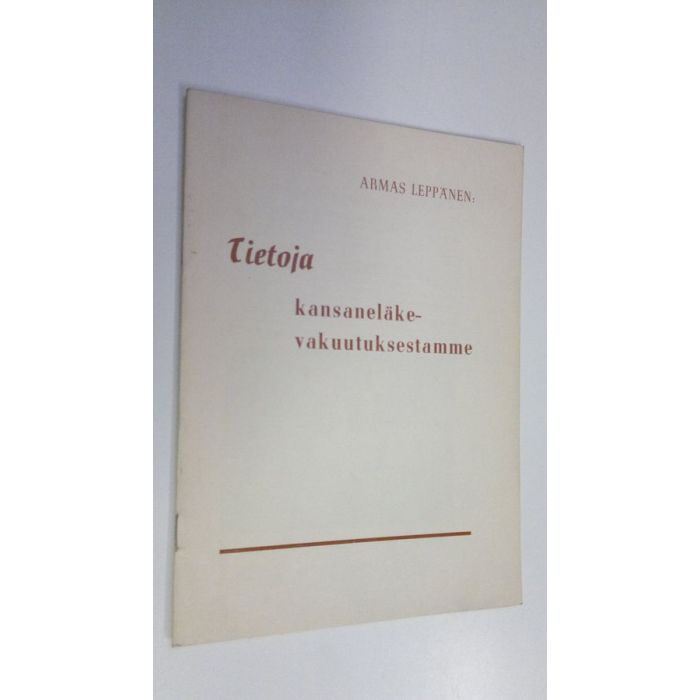 ARMAS LEPPÄNEN:
Tietoja
kansaneläke-
vakuutuksestamme